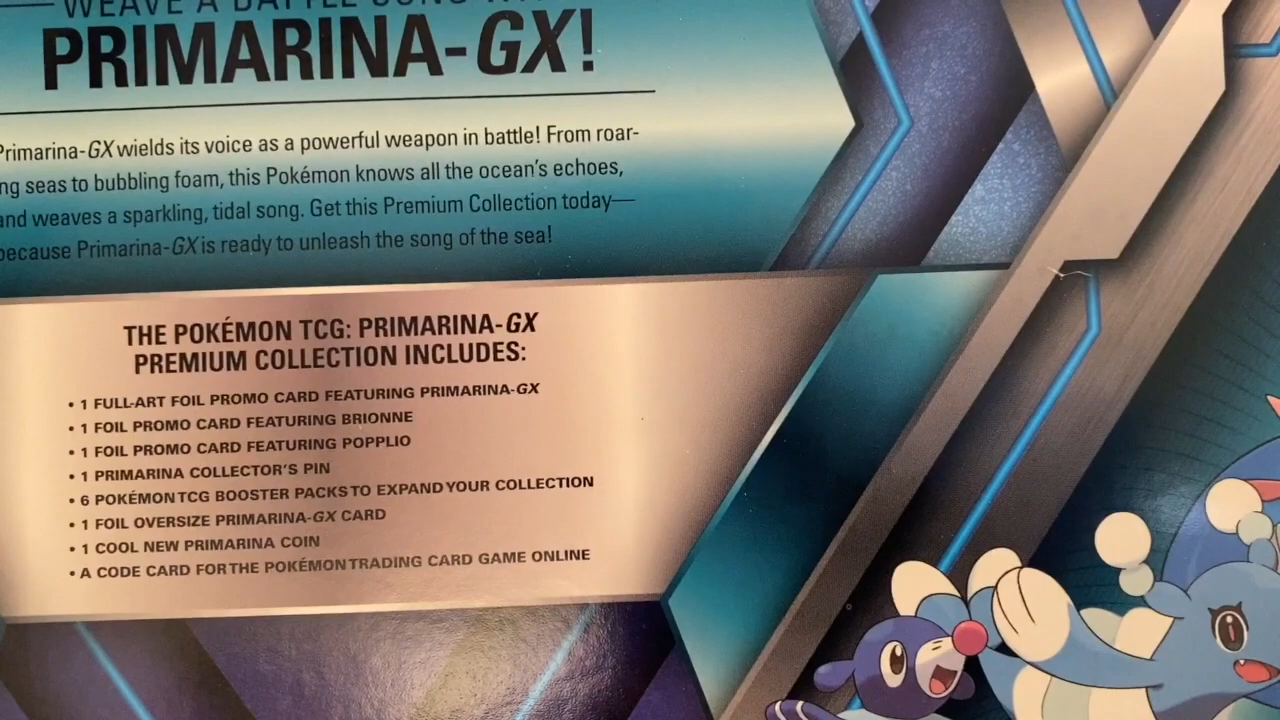 WEAVE A BATTLE SONG WITH
PRIMARINA-GX!
Primarina-GX wields its voice as a powerful weapon in battle! From roar-
ng seas to bubbling foam, this Pokémon knows all the ocean's echoes,
and weaves a sparkling, tidal song. Get this Premium Collection today—
because Primarina-GX is ready to unleash the song of the sea!
THE POKÉMON TCG: PRIMARINA-GX
PREMIUM COLLECTION INCLUDES:
• 1 FULL-ART FOIL PROMO CARD FEATURING PRIMARINA-GX
• 1 FOIL PROMO CARD FEATURING BRIONNE
• 1 FOIL PROMO CARD FEATURING POPPLIO
• 1 PRIMARINA COLLECTOR'S PIN
• 6 POKÉMON TCG BOOSTER PACKS TO EXPAND YOUR COLLECTION
• 1 FOIL OVERSIZE PRIMARINA-GX CARD
• 1 COOL NEW PRIMARINA COIN
• A CODE CARD FOR THE POKÉMON TRADING CARD GAME ONLINE